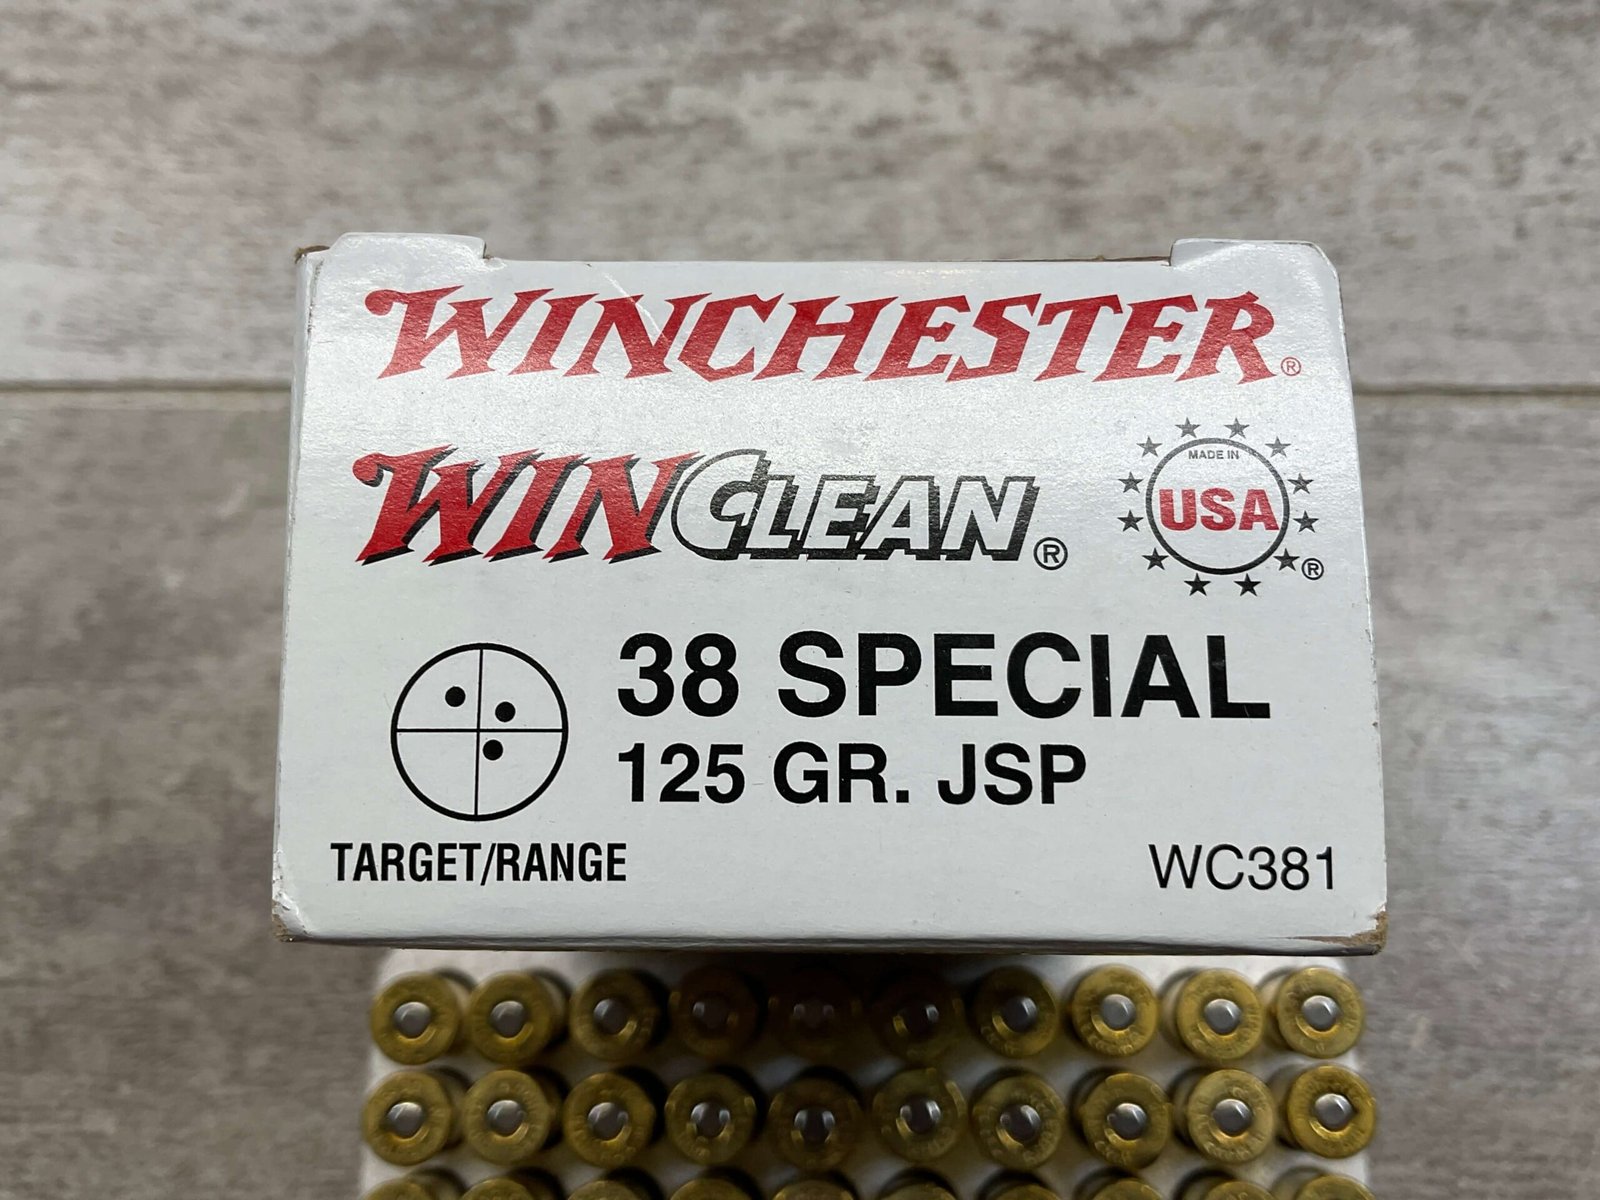 WINCHESTER®
WINCLEAN®
MADE IN
USA
®
38 SPECIAL
125 GR. JSP
TARGET/RANGE
WC381